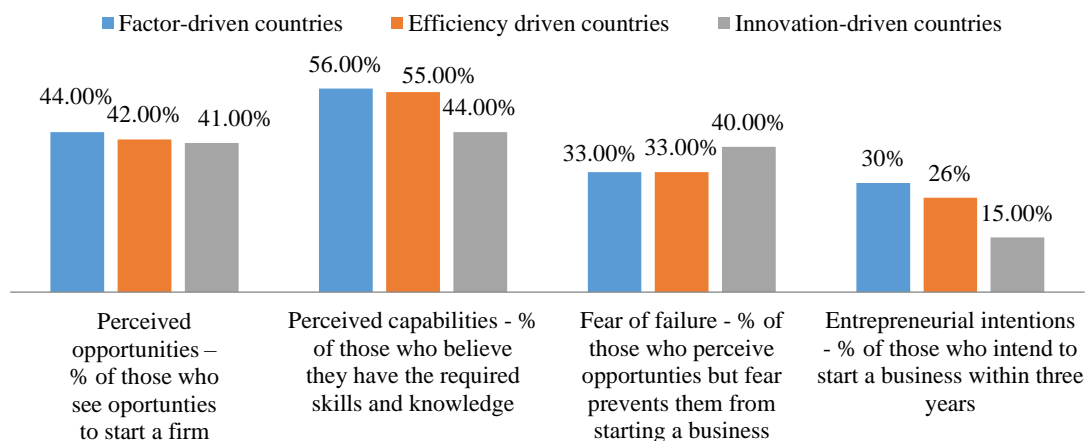 Factor-driven countries Efficiency driven countries Innovation-driven countries
44.00% 42.00% 41.00%
56.00% 55.00% 44.00%
33.00% 33.00% 40.00%
30% 26% 15.00%
Perceived
opportunities –
% of those who
see oportunties
to start a firm
Perceived capabilities - %
of those who believe
they have the required
skills and knowledge
Fear of failure - % of
those who perceive
opportunties but fear
prevents them from
starting a business
Entrepreneurial intentions
- % of those who intend to
start a business within three
years